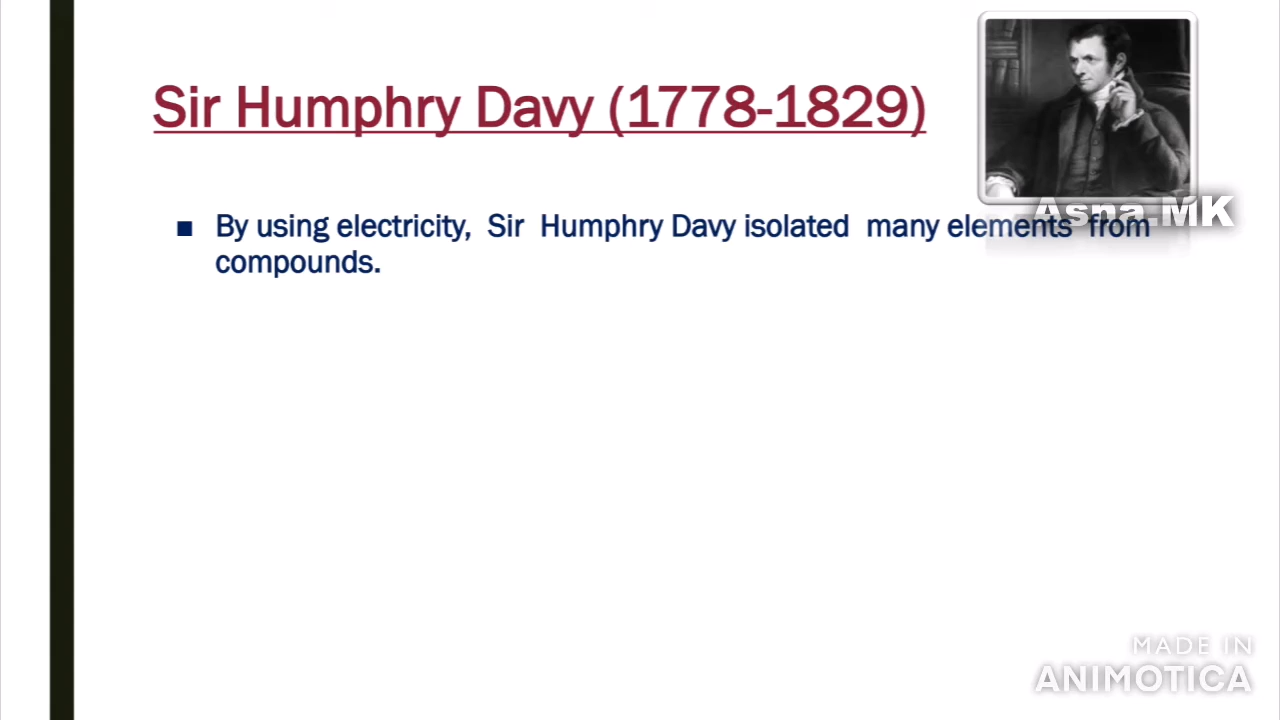 Sir Humphry Davy (1778-1829)
Asna.MK
■ By using electricity, Sir Humphry Davy isolated many elements from
compounds.
MADE IN
ANIMOTICA